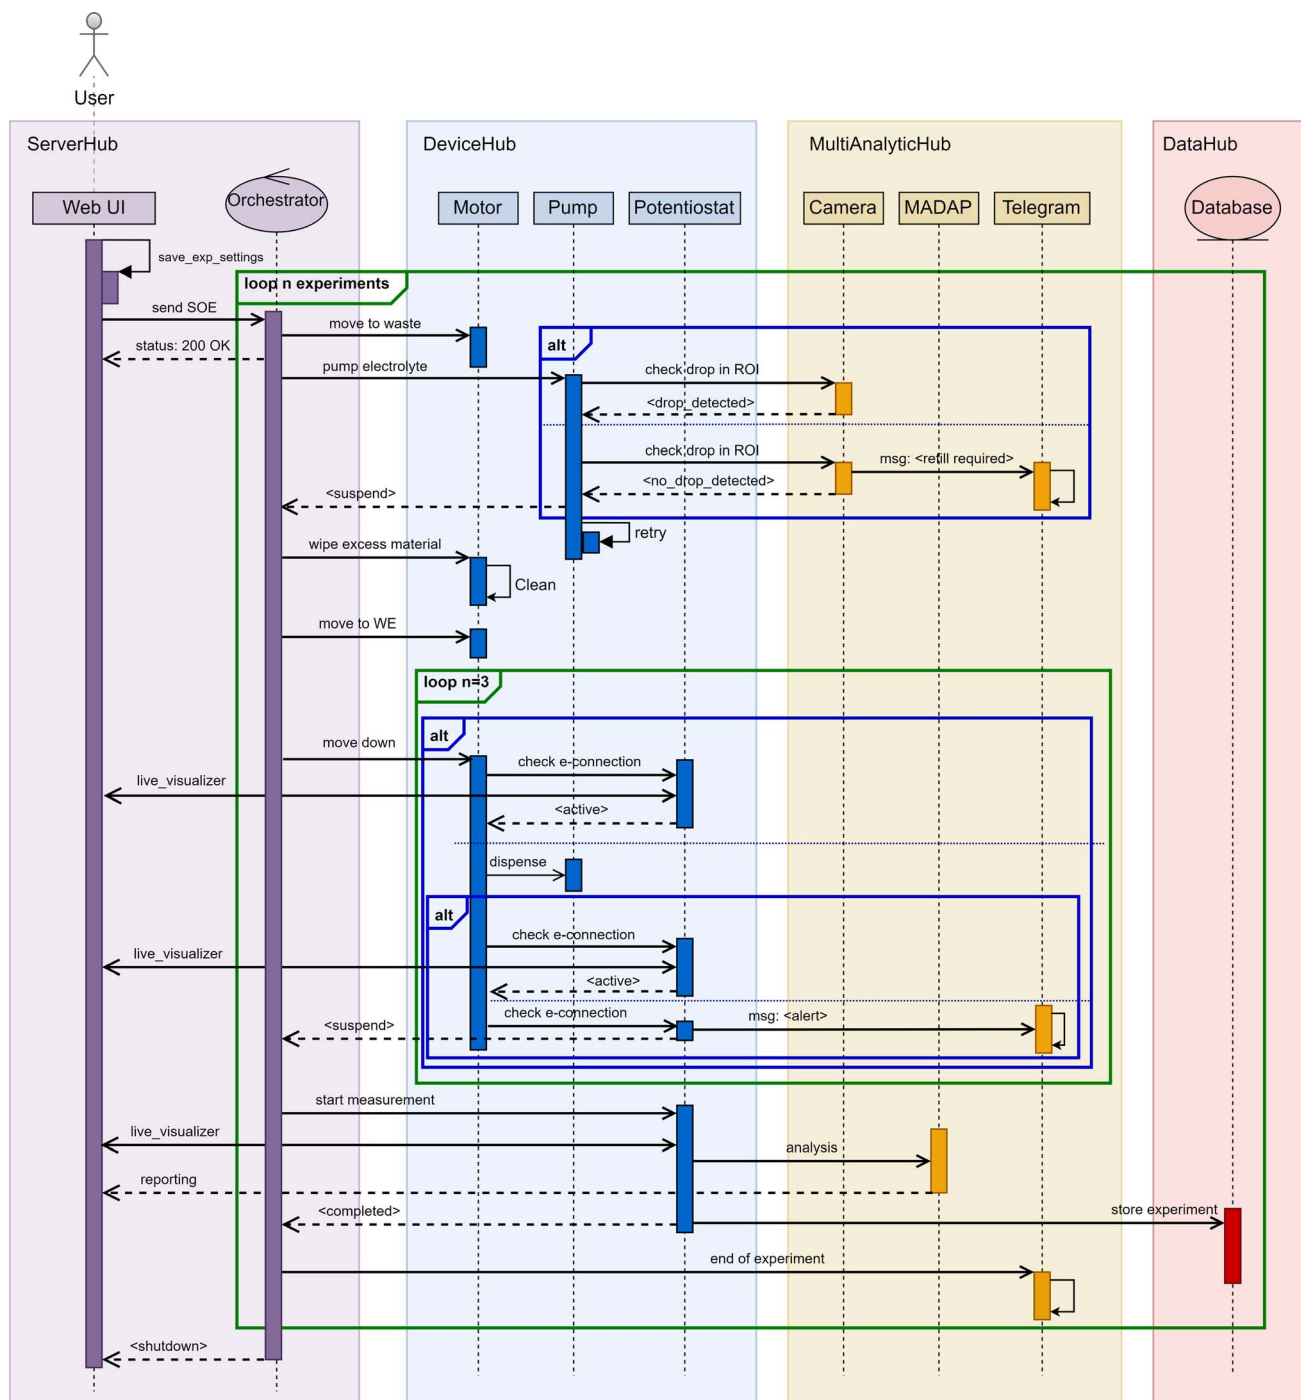 User
ServerHub
DeviceHub
MultiAnalyticHub
DataHub
Web UI
Orchestrator
Motor
Pump
Potentiostat
Camera
MADAP
Telegram
Database
save_exp_settings
loop n experiments
send SOE
move to waste
status: 200 OK
alt
pump electrolyte
check drop in ROI
<drop_detected>
check drop in ROI
msg: <refill required>
<no_drop_detected>
<suspend>
retry
wipe excess material
Clean
move to WE
loop n=3
alt
move down
check e-connection
live_visualizer
<active>
dispense
alt
check e-connection
live_visualizer
<active>
check e-connection
msg: <alert>
<suspend>
start measurement
live_visualizer
analysis
reporting
<completed>
store experiment
end of experiment
<shutdown>